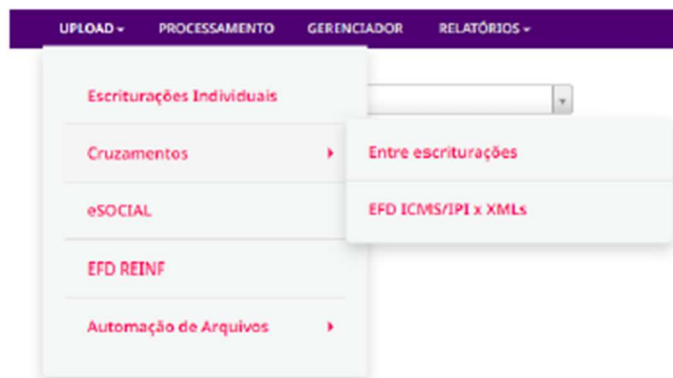 UPLOAD PROCESSAMENTO GERENCIADOR RELATÓRIOS
Escriturações Individuais
Cruzamentos
Entre escriturações
eSOCIAL
EFD ICMS/IPI x XMLs
EFD REINF
Automação de Arquivos